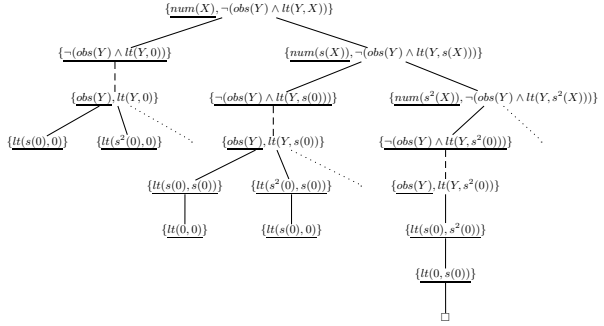 {num(X), ¬(obs(Y) ∧ lt(Y, X))}
{¬(obs(Y) ∧ lt(Y, 0))} {num(s(X)), ¬(obs(Y) ∧ lt(Y, s(X)))}
{obs(Y), lt(Y, 0)} {¬(obs(Y) ∧ lt(Y, s(0)))} {num(s²(X)), ¬(obs(Y) ∧ lt(Y, s²(X)))}
{lt(s(0), 0)} {lt(s²(0), 0)} {obs(Y), lt(Y, s(0))} {¬(obs(Y) ∧ lt(Y, s²(0)))}
{lt(s(0), s(0))} {lt(s²(0), s(0))} {obs(Y), lt(Y, s²(0))}
{lt(0, 0)} {lt(s(0), 0)} {lt(s(0), s²(0))}
{lt(0, s(0))}
□